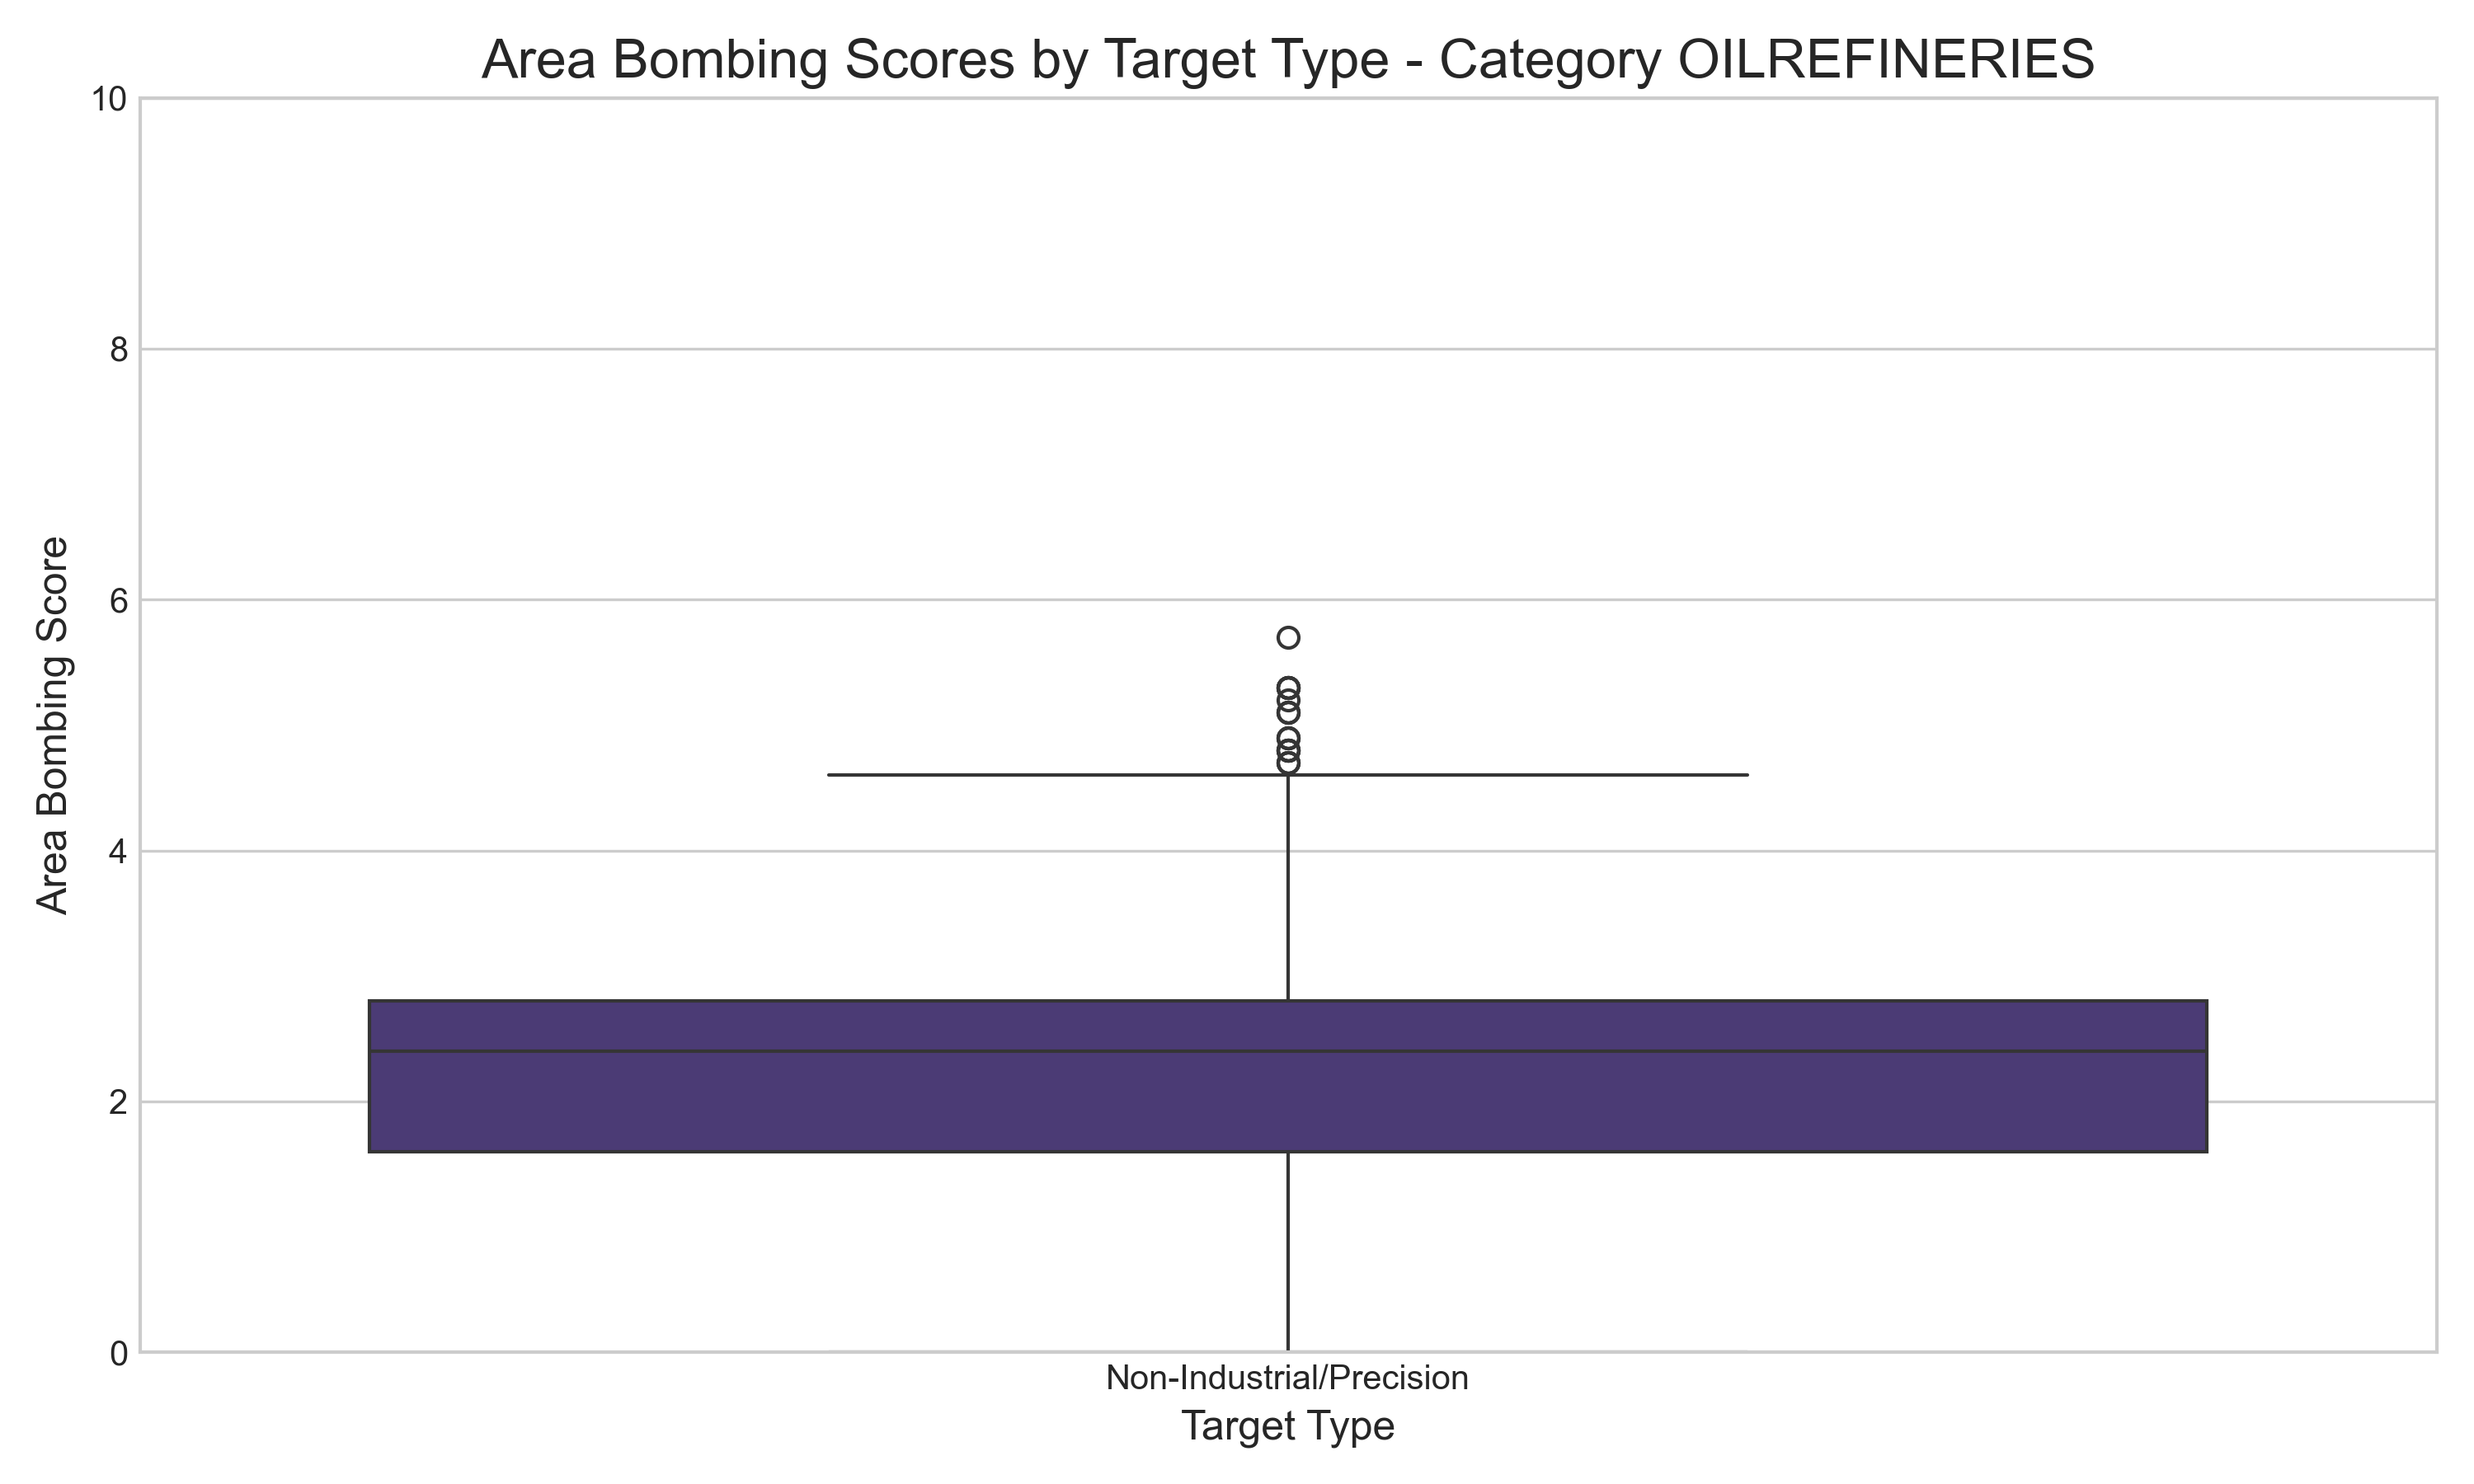 Area Bombing Scores by Target Type - Category OILREFINERIES
10
8
6
4
2
0
Area Bombing Score
Non-Industrial/Precision
Target Type